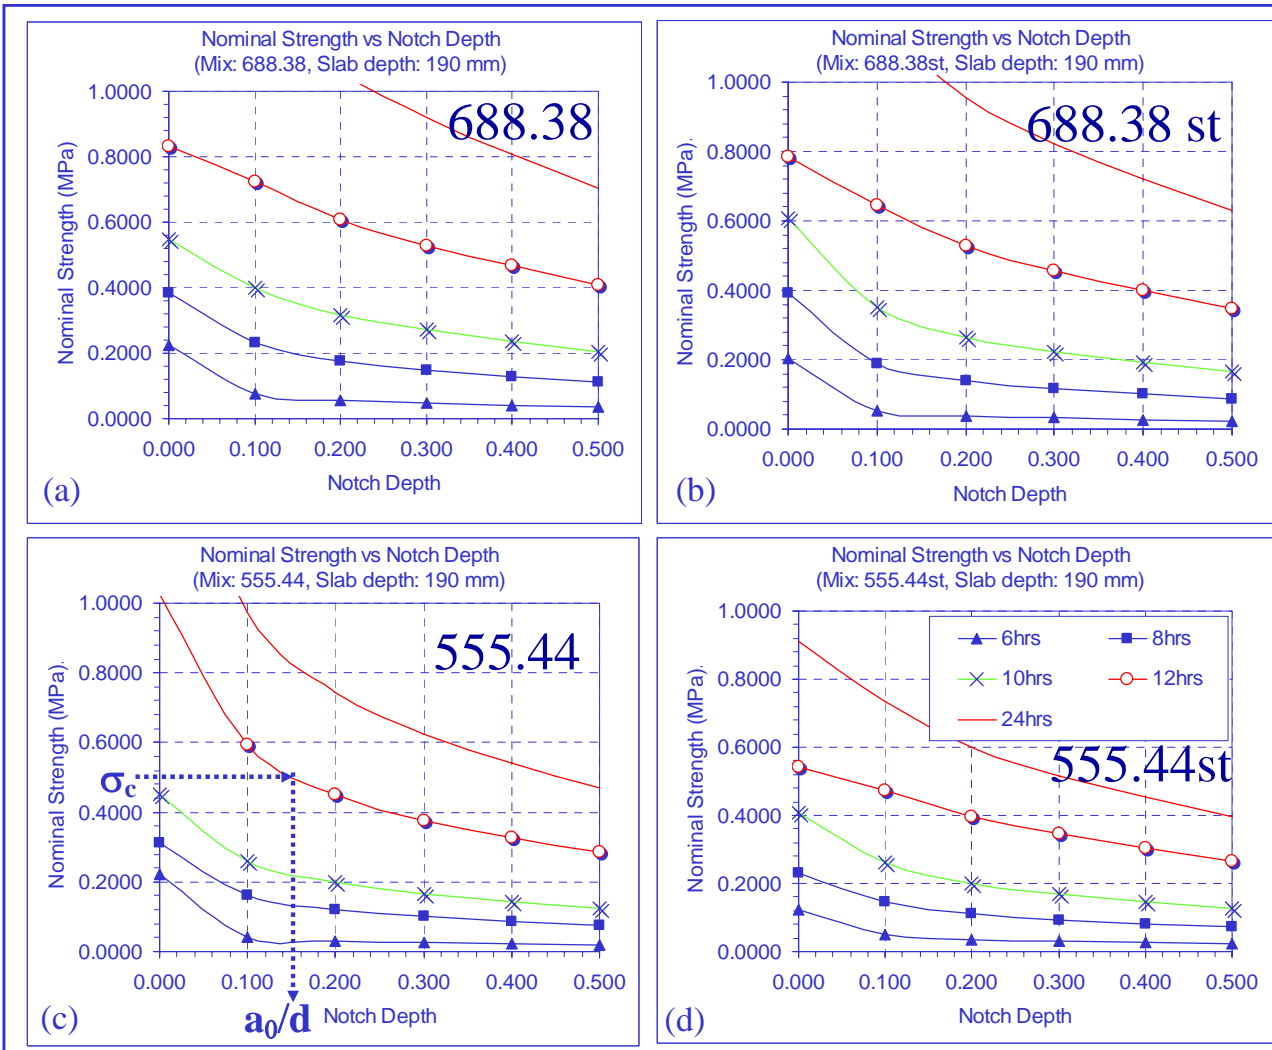 Nominal Strength vs Notch Depth
(Mix: 688.38, Slab depth: 190 mm)
688.38
Nominal Strength (MPa)
1.0000
0.8000
0.6000
0.4000
0.2000
0.0000
0.000 0.100 0.200 0.300 0.400 0.500
Notch Depth
(a)
Nominal Strength vs Notch Depth
(Mix: 688.38st, Slab depth: 190 mm)
688.38 st
Nominal Strength (MPa).
1.0000
0.8000
0.6000
0.4000
0.2000
0.0000
0.000 0.100 0.200 0.300 0.400 0.500
Notch Depth
(b)
Nominal Strength vs Notch Depth
(Mix: 555.44, Slab depth: 190 mm)
555.44
Nominal Strength (MPa).
1.0000
0.8000
0.6000
σc
0.4000
0.2000
0.0000
0.000 0.100 0.200 0.300 0.400 0.500
a0/d
Notch Depth
(c)
Nominal Strength vs Notch Depth
(Mix: 555.44st, Slab depth: 190 mm)
6hrs 8hrs
10hrs 12hrs
24hrs
555.44st
Nominal Strength (MPa).
1.0000
0.8000
0.6000
0.4000
0.2000
0.0000
0.000 0.100 0.200 0.300 0.400 0.500
Notch Depth
(d)